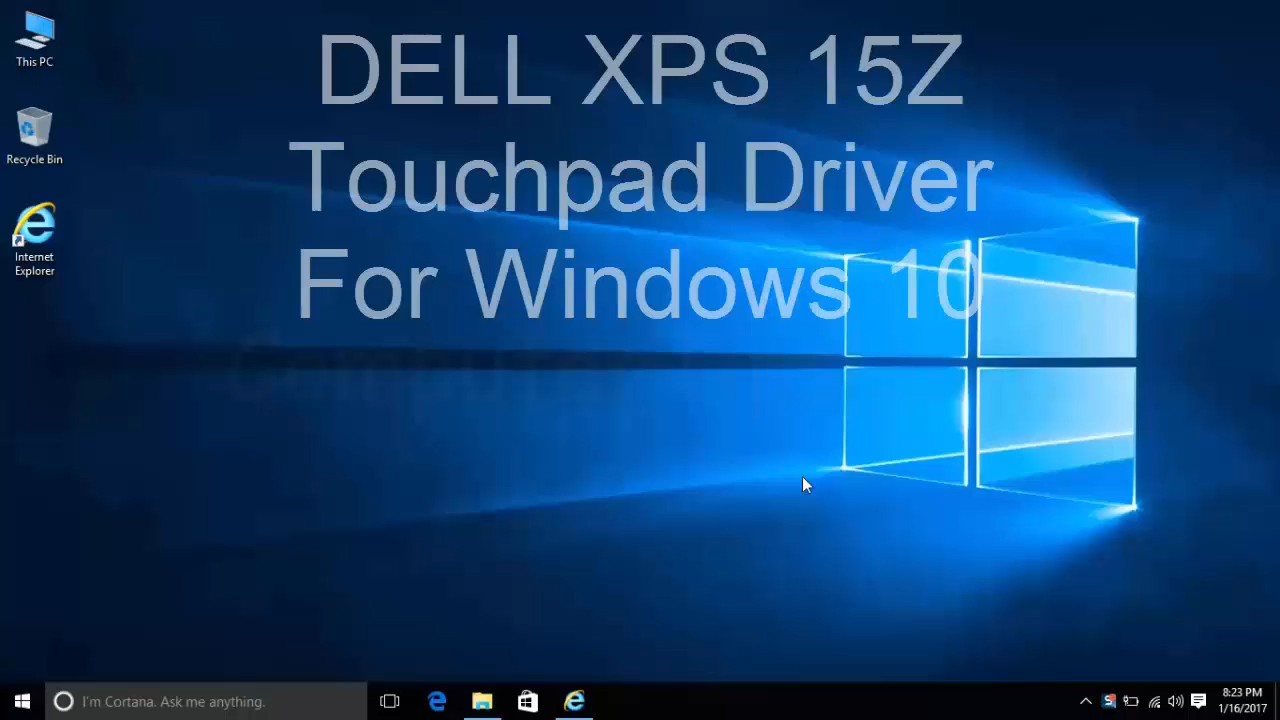 DELL XPS 15Z
This PC
Touchpad Driver
Recycle Bin
For Windows 10
Internet
Explorer
I'm Cortana. Ask me anything.
8:23 PM
1/16/2017